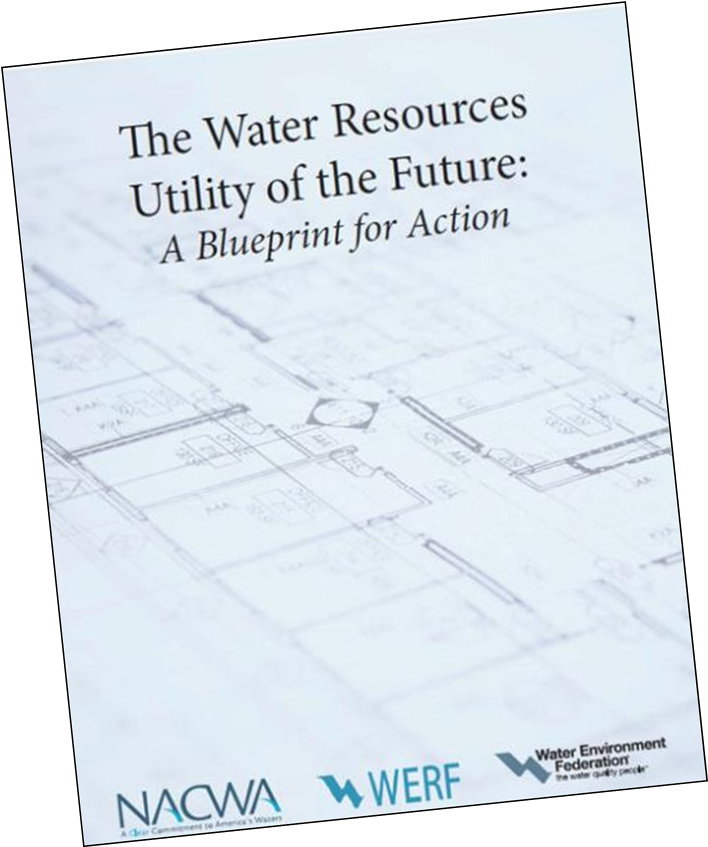 The Water Resources
Utility of the Future:
A Blueprint for Action
NACWA
A Clear Commitment to America's Waters
WERF
Water Environment
Federation
the water quality people